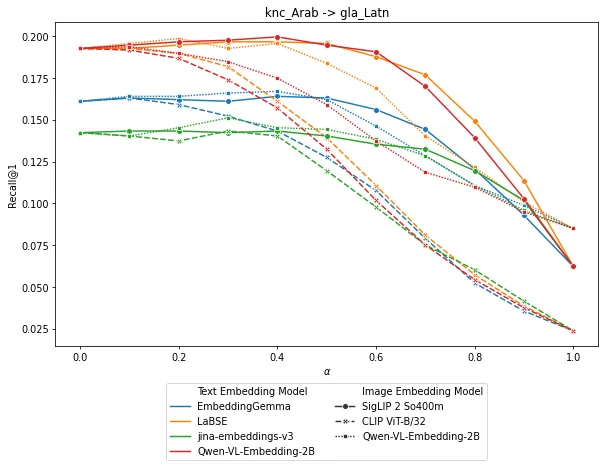 knc_Arab -> gla_Latn
Recall@1
0.200
0.175
0.150
0.125
0.100
0.075
0.050
0.025
0.0
0.2
0.4
0.6
0.8
1.0
α
Text Embedding Model
EmbeddingGemma
LaBSE
jina-embeddings-v3
Qwen-VL-Embedding-2B
Image Embedding Model
SigLIP 2 So400m
CLIP ViT-B/32
Qwen-VL-Embedding-2B